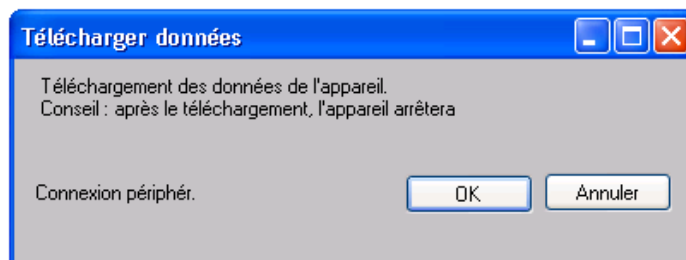 Télécharger données
Téléchargement des données de l'appareil.
Conseil : après le téléchargement, l'appareil arrêtera
Connexion périphér.
OK
Annuler